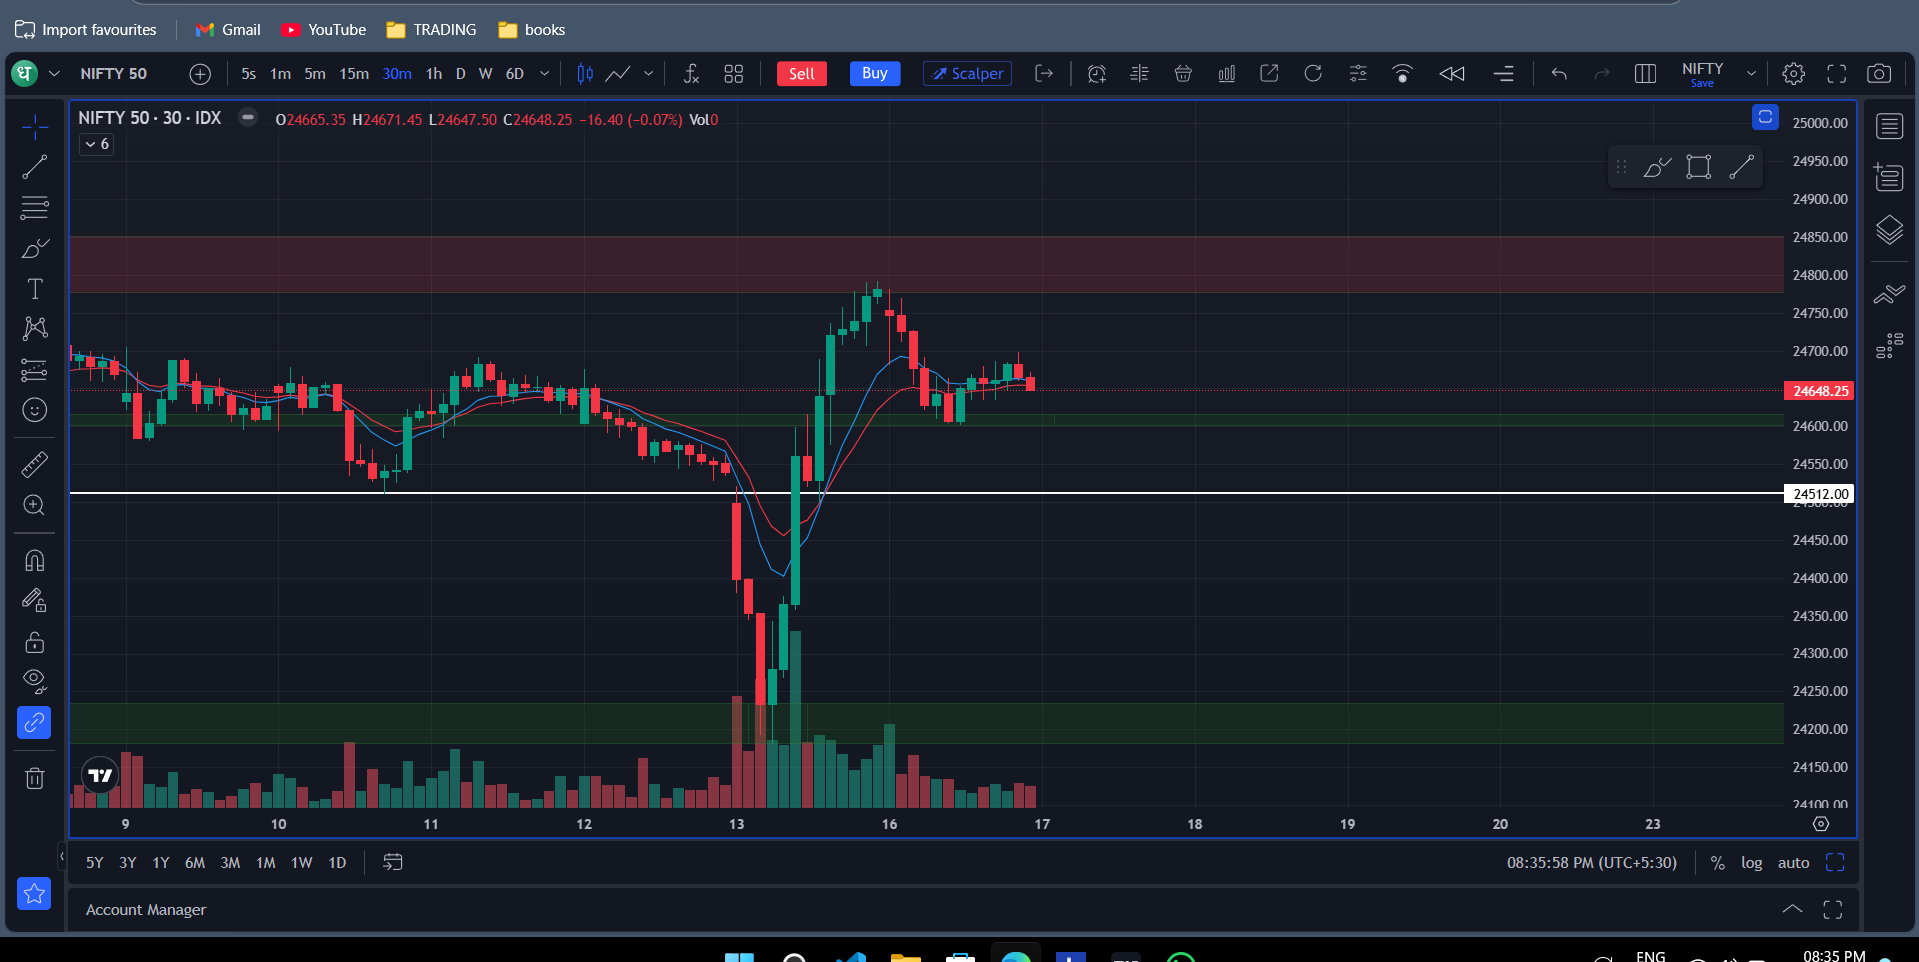 Import favourites Gmail YouTube TRADING books
धा NIFTY 50 5s 1m 5m 15m 30m 1h D W 6D Sell Buy Scalper NIFTY
Save
NIFTY 50 · 30 · IDX O24665.35 H24671.45 L24647.50 C24648.25 −16.40 (−0.07%) Vol0
6
25000.00
24950.00
24900.00
24850.00
24800.00
24750.00
24700.00
24648.25
24600.00
24550.00
24512.00
24450.00
24400.00
24350.00
24300.00
24250.00
24200.00
24150.00
24100.00
9 10 11 12 13 16 17 18 19 20 23
5Y 3Y 1Y 6M 3M 1M 1W 1D 08:35:58 PM (UTC+5:30) % log auto
Account Manager
ENG 08:35 PM